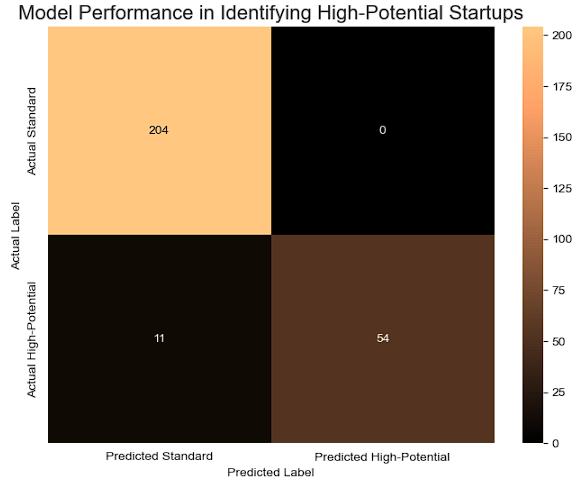 Model Performance in Identifying High-Potential Startups
Actual Label
Actual Standard
Actual High-Potential
204
0
11
54
Predicted Standard
Predicted High-Potential
Predicted Label
200
175
150
125
100
75
50
25
0